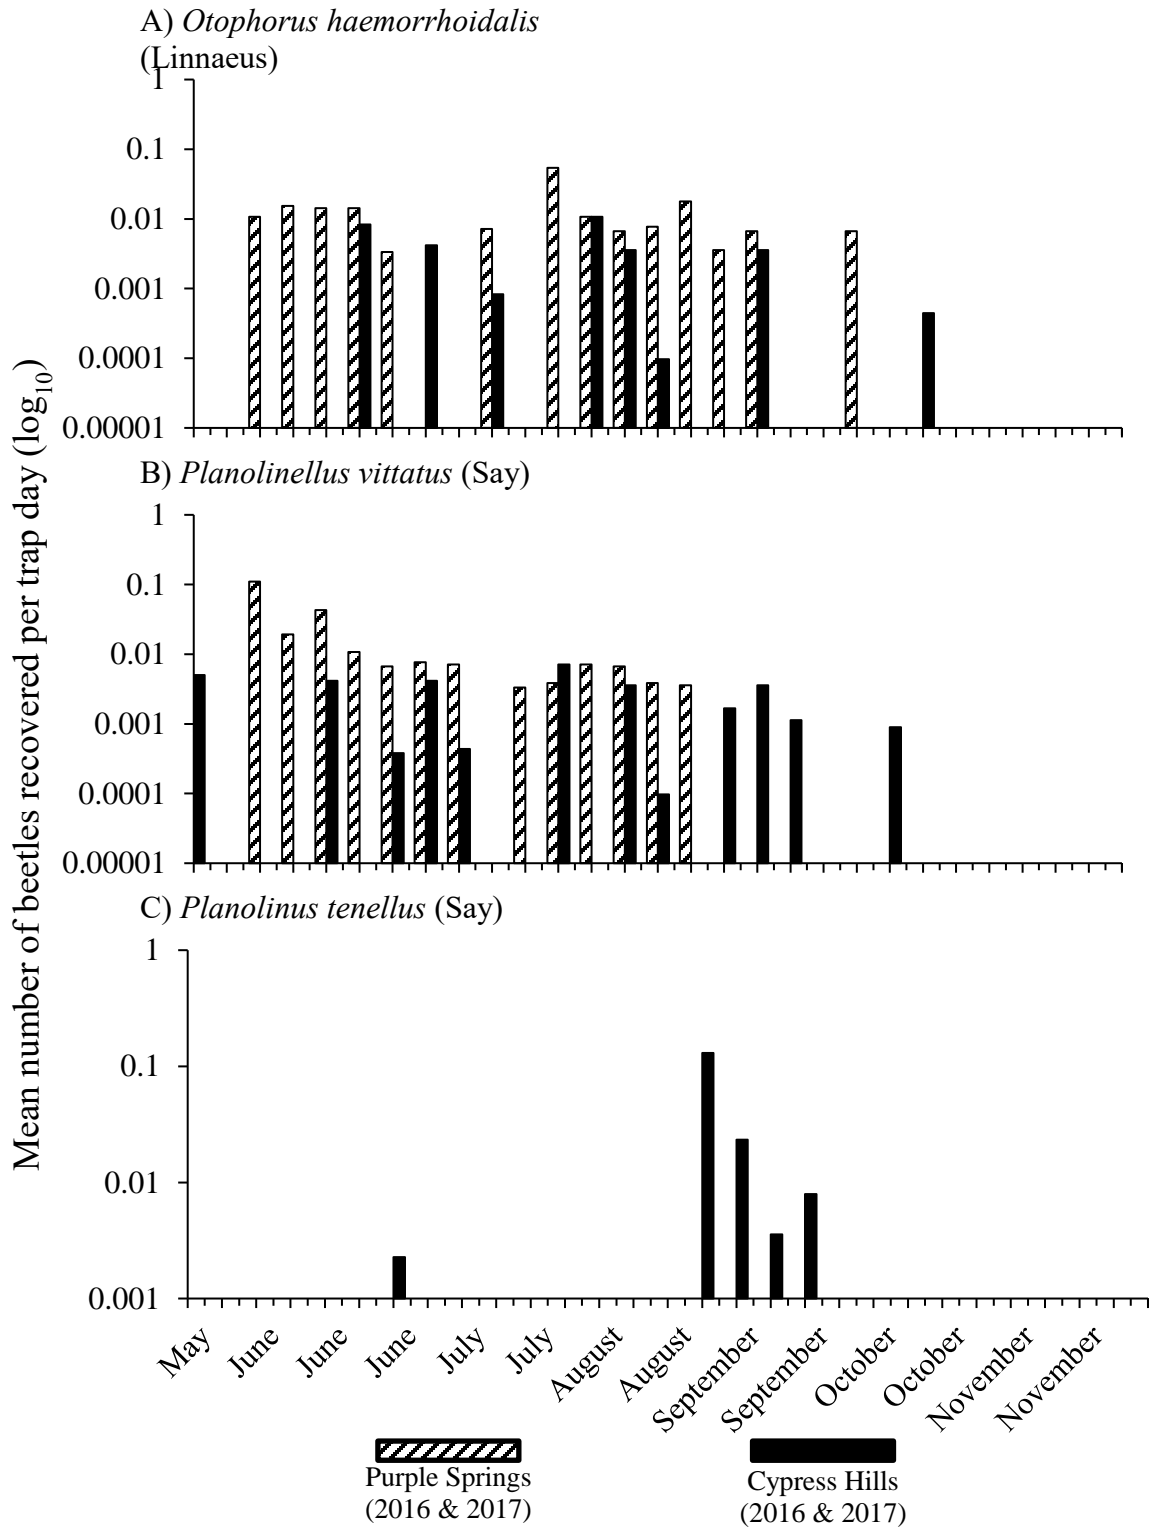 A) Otophorus haemorrhoidalis
(Linnaeus)
1
0.1
0.01
0.001
0.0001
0.00001
B) Planolinellus vittatus (Say)
1
0.1
0.01
0.001
0.0001
0.00001
C) Planolinus tenellus (Say)
1
0.1
0.01
0.001
Mean number of beetles recovered per trap day (log10)
May
June
June
June
July
July
August
August
September
September
October
October
November
November
Purple Springs
(2016 & 2017)
Cypress Hills
(2016 & 2017)